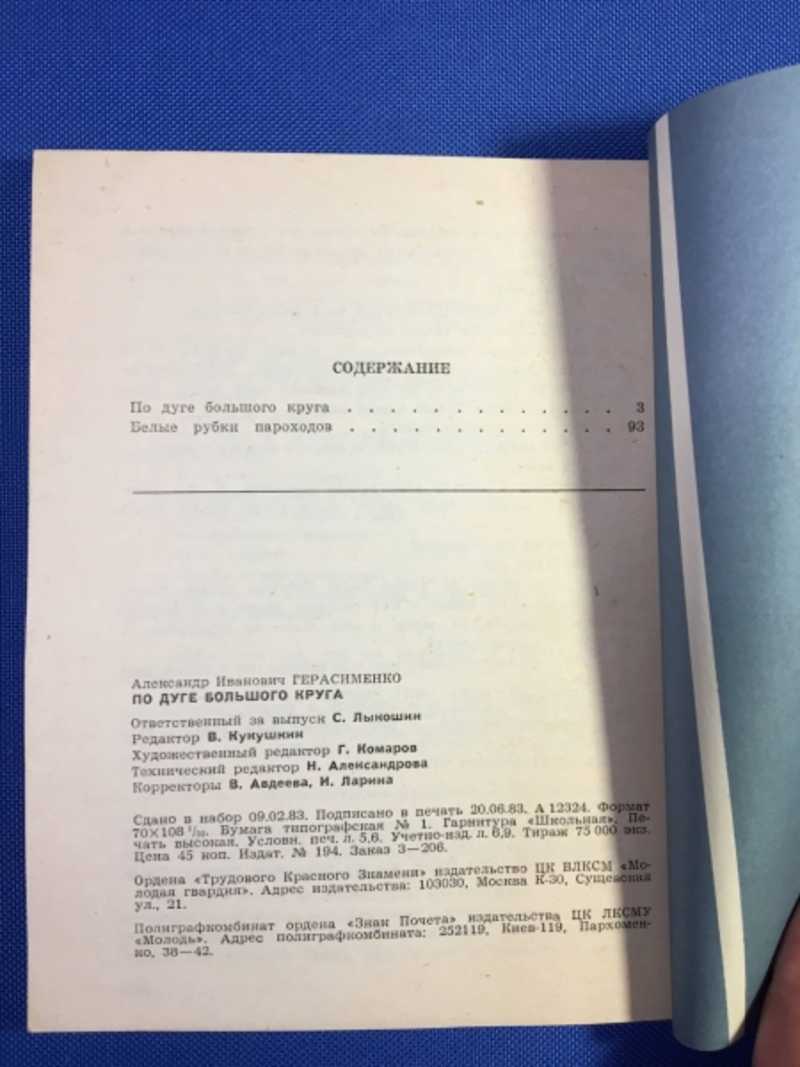 СОДЕРЖАНИЕ
По дуге большого круга . . . . . . . . . . . . . 3
Белые рубки пароходов . . . . . . . . . . . . . 93
Александр Иванович ГЕРАСИМЕНКО
ПО ДУГЕ БОЛЬШОГО КРУГА
Ответственный за выпуск С. Лыкошин
Редактор В. Кукушкин
Художественный редактор Г. Комаров
Технический редактор Н. Александрова
Корректоры В. Авдеева, И. Ларина
Сдано в набор 09.02.83. Подписано в печать 20.06.83. А 12324. Формат
70×108 1/32. Бумага типографская № 1. Гарнитура «Школьная». Пе-
чать высокая. Условн. печ. л. 5,6. Учетно-изд. л. 6,9. Тираж 75 000 экз.
Цена 45 коп. Издат. № 194. Заказ 3—206.
Ордена «Трудового Красного Знамени» издательство ЦК ВЛКСМ «Мо-
лодая гвардия». Адрес издательства: 103030, Москва К-30, Сущевская
ул., 21.
Полиграфкомбинат ордена «Знак Почета» издательства ЦК ЛКСМУ
«Молодь». Адрес полиграфкомбината: 252119, Киев-119, Пархомен-
ко, 38—42.